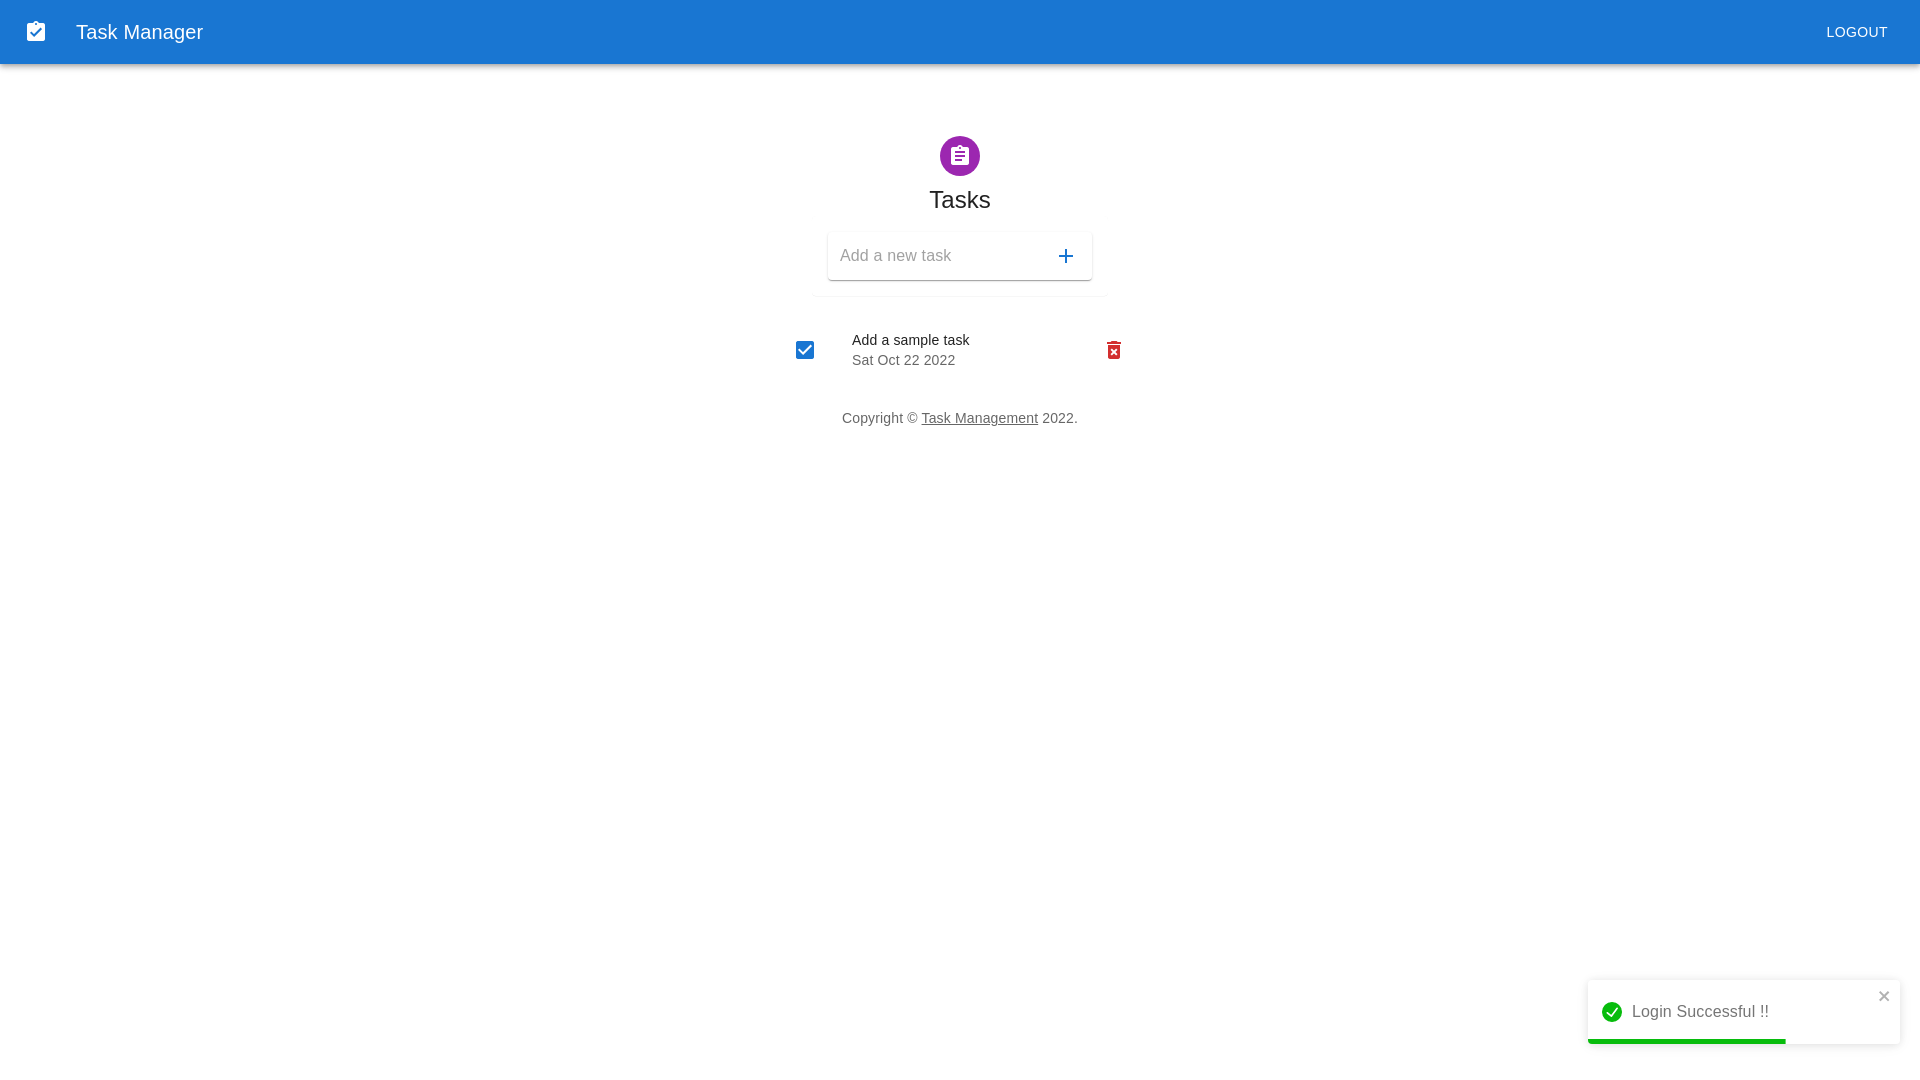 Task Manager
LOGOUT
Tasks
Add a new task
Add a sample task
Sat Oct 22 2022
Copyright © Task Management 2022.
Login Successful !!